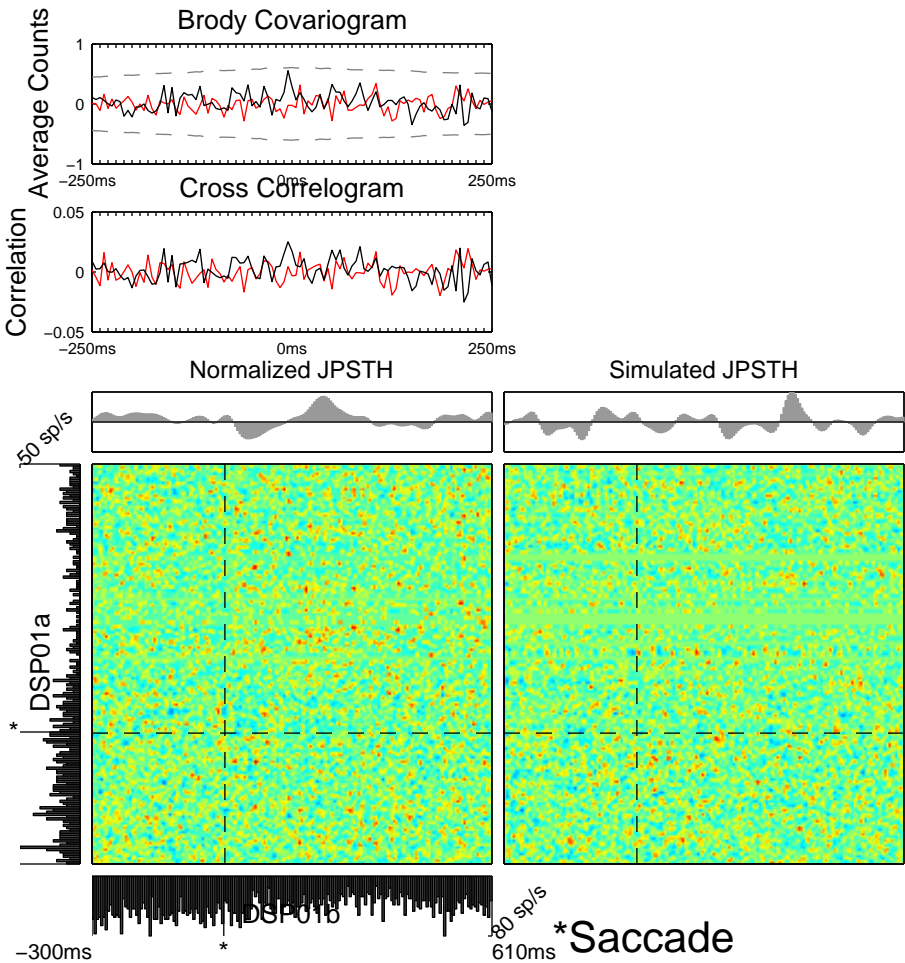 Brody Covariogram
Average Counts
1
0
−1
−250ms
0ms
250ms
Cross Correlogram
Correlation
0.05
0
−0.05
−250ms
0ms
250ms
Normalized JPSTH
Simulated JPSTH
50 sp/s
DSP01a
*
DSP01b
80 sp/s
*
−300ms
610ms
*Saccade